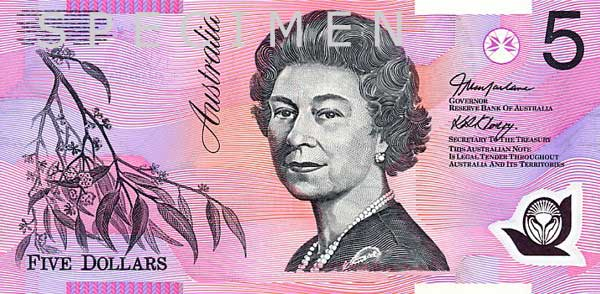 SPECIMEN
Australia
5
GOVERNOR
RESERVE BANK OF AUSTRALIA
SECRETARY TO THE TREASURY
THIS AUSTRALIAN NOTE
IS LEGAL TENDER THROUGHOUT
AUSTRALIA AND ITS TERRITORIES
FIVE DOLLARS